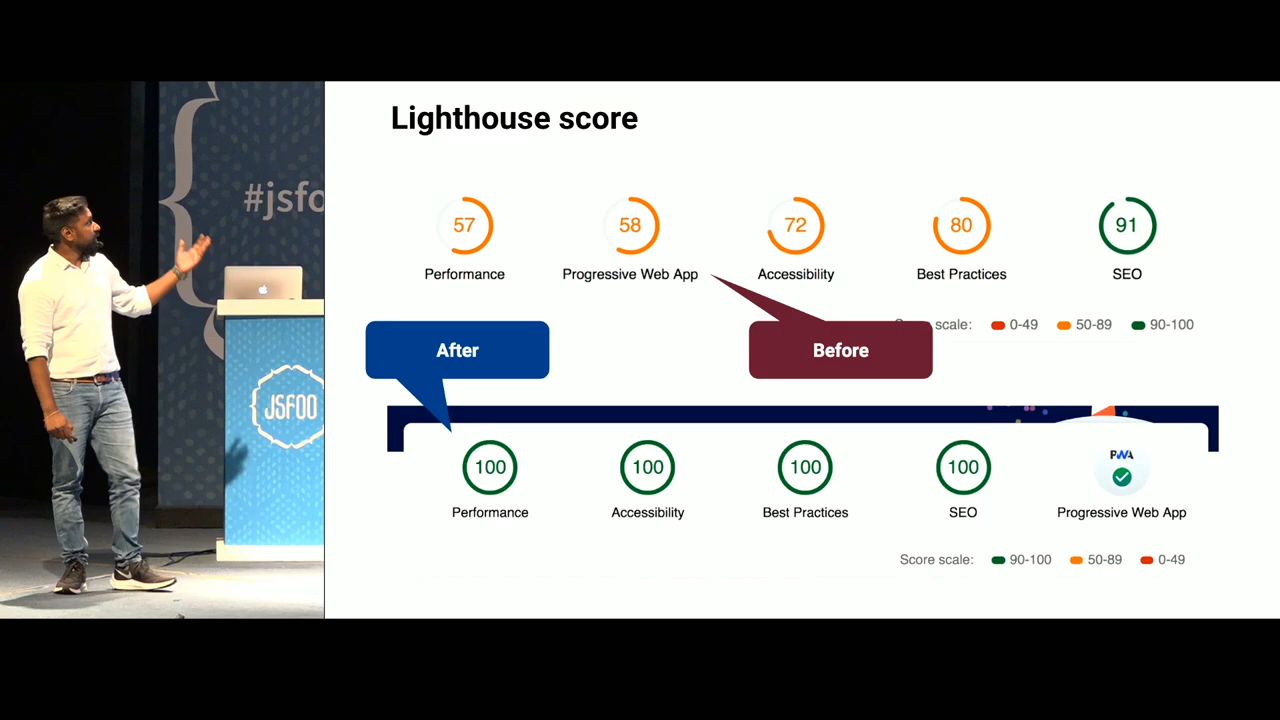 Lighthouse score
#jsfo
57
58
72
80
91
Performance
Progressive Web App
Accessibility
Best Practices
SEO
scale:
0-49
50-89
90-100
After
Before
JSFOO
100
100
100
100
PWA
Performance
Accessibility
Best Practices
SEO
Progressive Web App
Score scale:
90-100
50-89
0-49